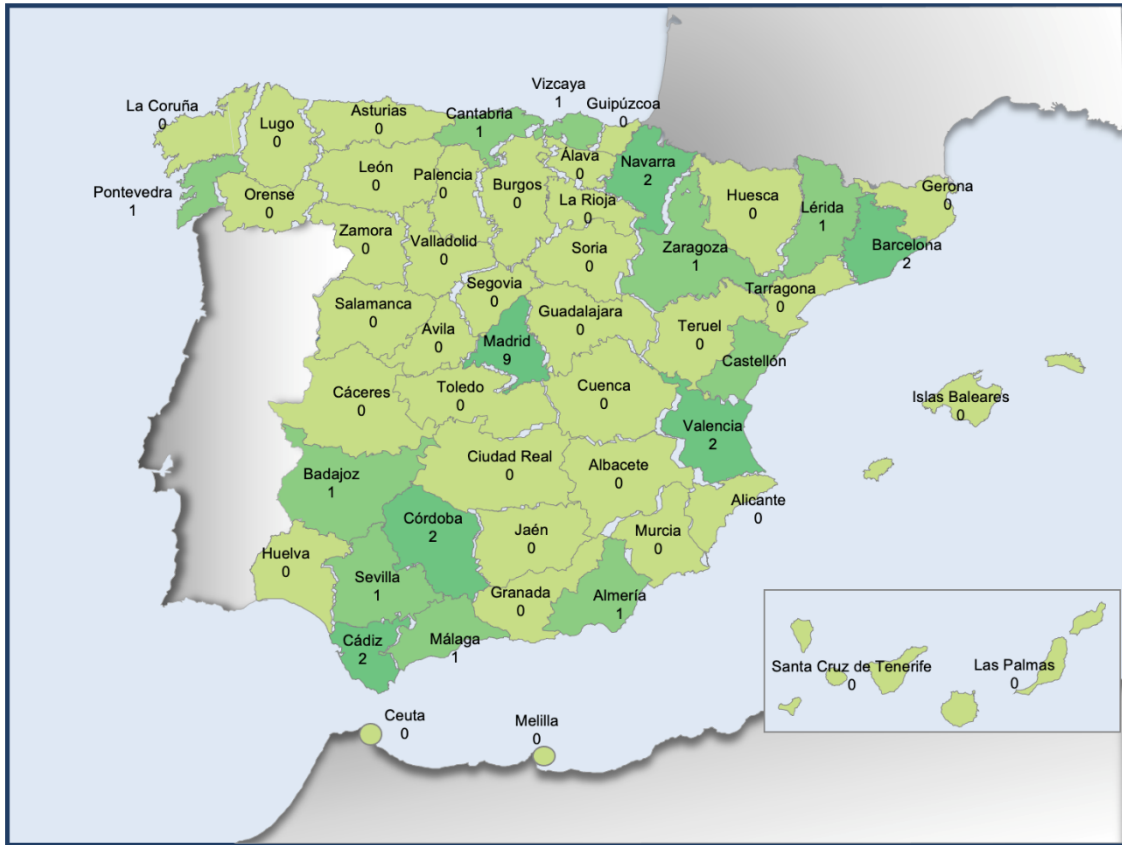 Vizcaya
1
La Coruña
0
Asturias
0
Cantabria
1
Guipúzcoa
0
Lugo
0
León
0
Palencia
0
Burgos
0
Álava
0
Navarra
2
Pontevedra
1
Orense
0
La Rioja
0
Huesca
0
Lérida
1
Gerona
0
Zamora
0
Valladolid
0
Soria
0
Zaragoza
1
Barcelona
2
Segovia
0
Tarragona
0
Salamanca
0
Ávila
0
Madrid
9
Guadalajara
0
Teruel
0
Castellón
Cáceres
0
Toledo
0
Cuenca
0
Islas Baleares
0
Valencia
2
Badajoz
1
Ciudad Real
0
Albacete
0
Alicante
0
Córdoba
2
Jaén
0
Murcia
0
Huelva
0
Sevilla
1
Granada
0
Almería
1
Cádiz
2
Málaga
1
Santa Cruz de Tenerife
0
Las Palmas
0
Ceuta
0
Melilla
0